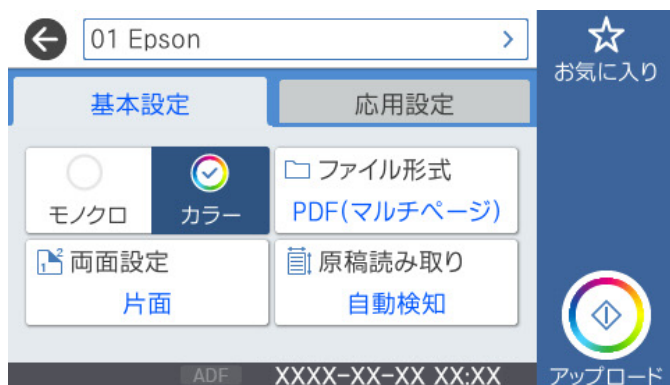 01 Epson
お気に入り
基本設定
応用設定
モノクロ
カラー
ファイル形式
PDF(マルチページ)
両面設定
片面
原稿読み取り
自動検知
ADF
XXXX-XX-XX XX:XX
アップロード